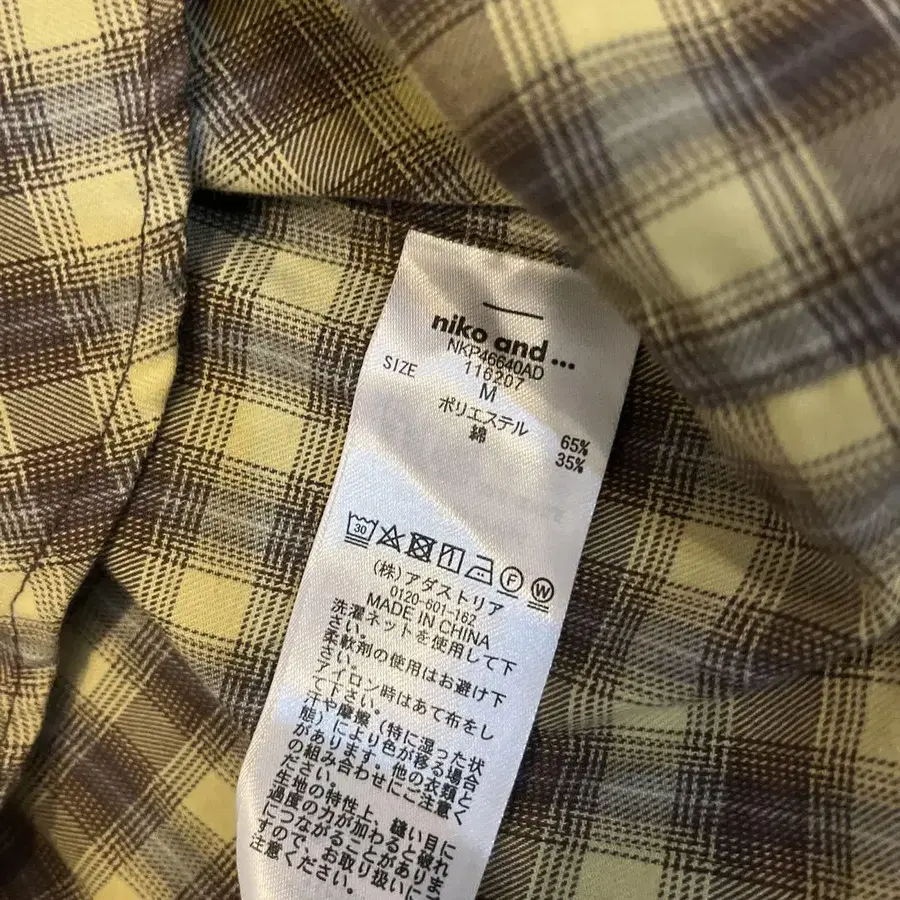 niko and ...
NKP46640AD
116207
SIZE M
ポリエステル 65%
綿 35%
30
F W
(株)アダストリア
0120-601-162
MADE IN CHINA
洗濯ネットを使用して下
さい。
柔軟剤の使用はお避け下
さい。
アイロン時はあて布をし
て下さい。
汗や摩擦(特に湿った状
態)により色が移る場合
があります。他の衣類と
の組み合わせにご注意く
ださい。
生地の特性上、縫い目に
過度の力が加わると破れ
につながることがありま
すので、お取り扱いに
注意ください。